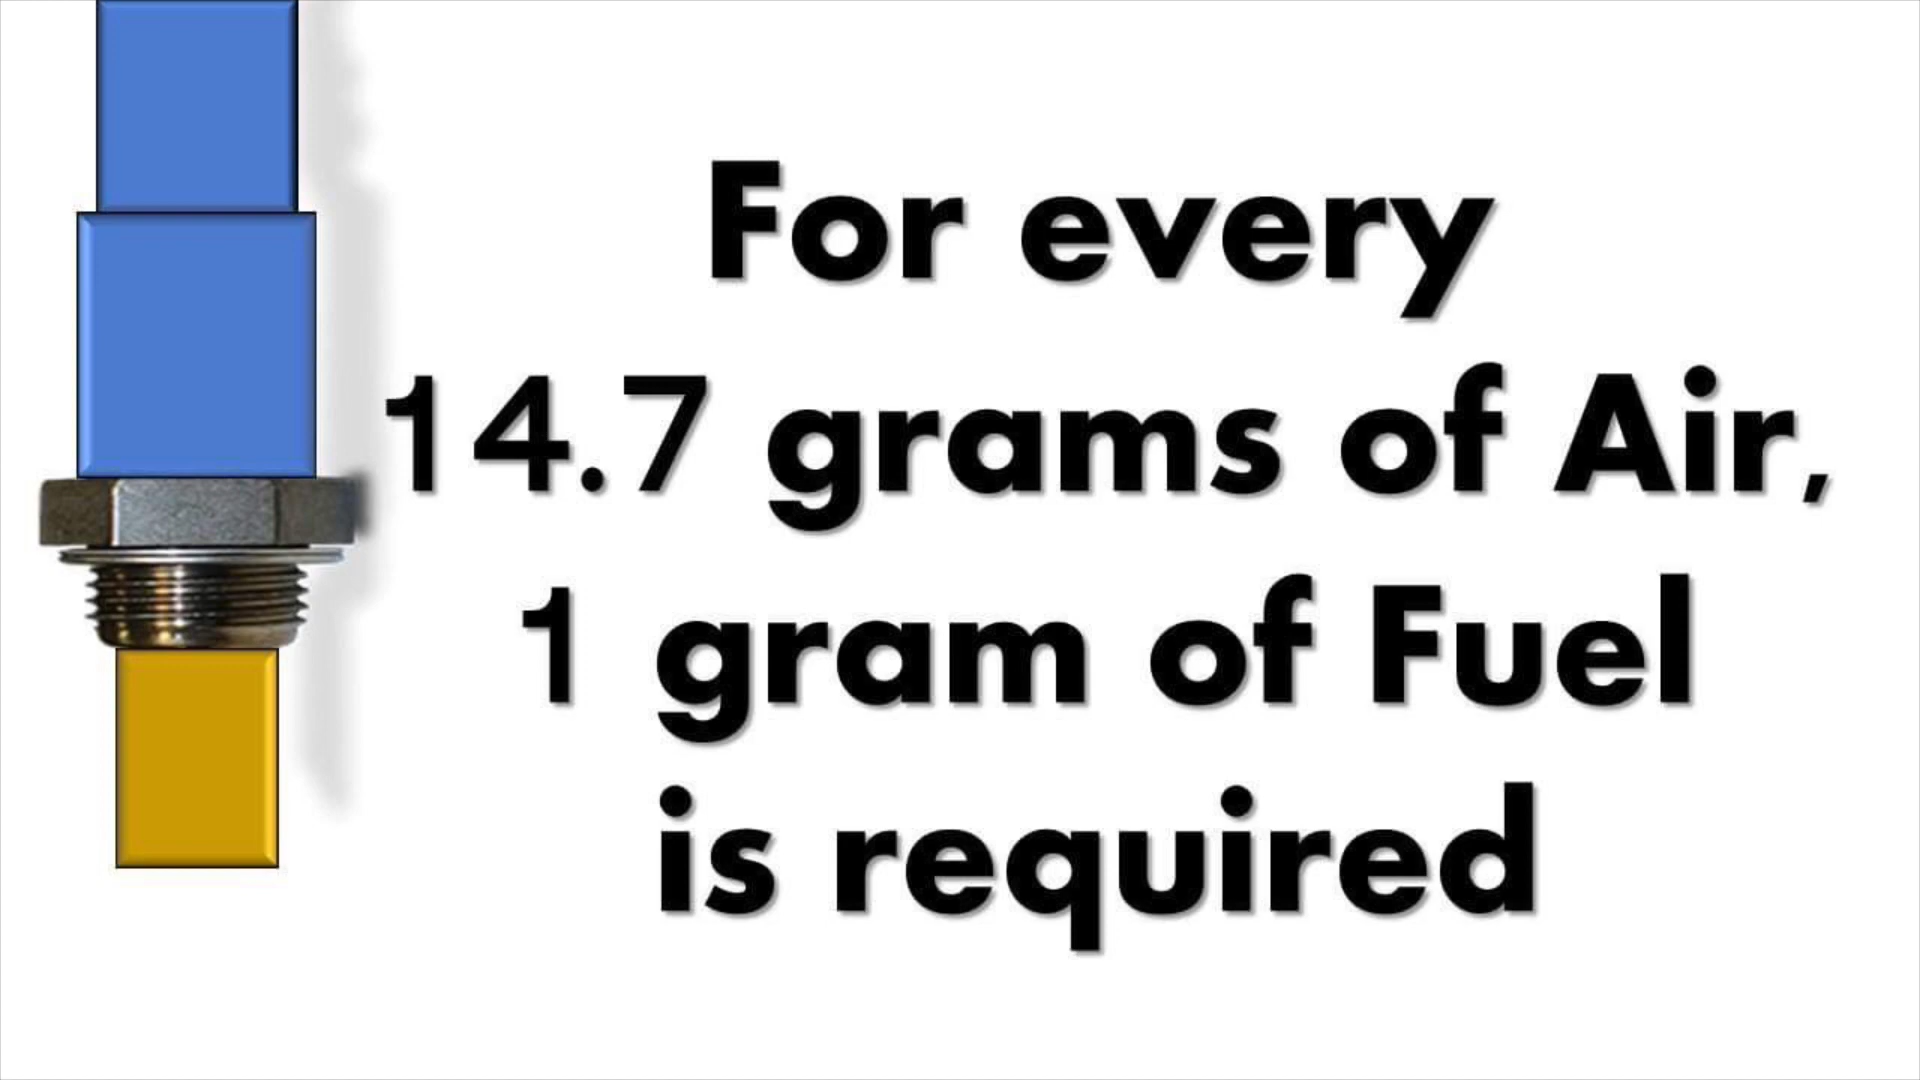 For every
14.7 grams of Air,
1 gram of Fuel
is required